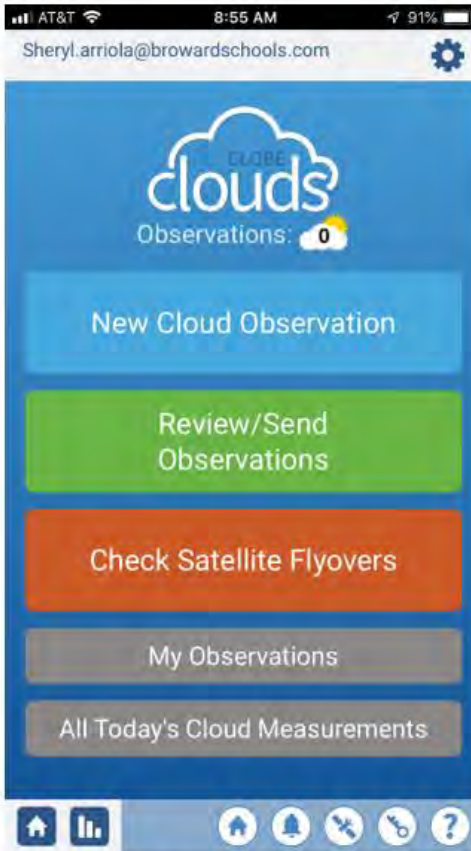 AT&T 8:55 AM 91%
Sheryl.arriola@browardschools.com
GLOBE
clouds
Observations: 0
New Cloud Observation
Review/Send
Observations
Check Satellite Flyovers
My Observations
All Today's Cloud Measurements
?